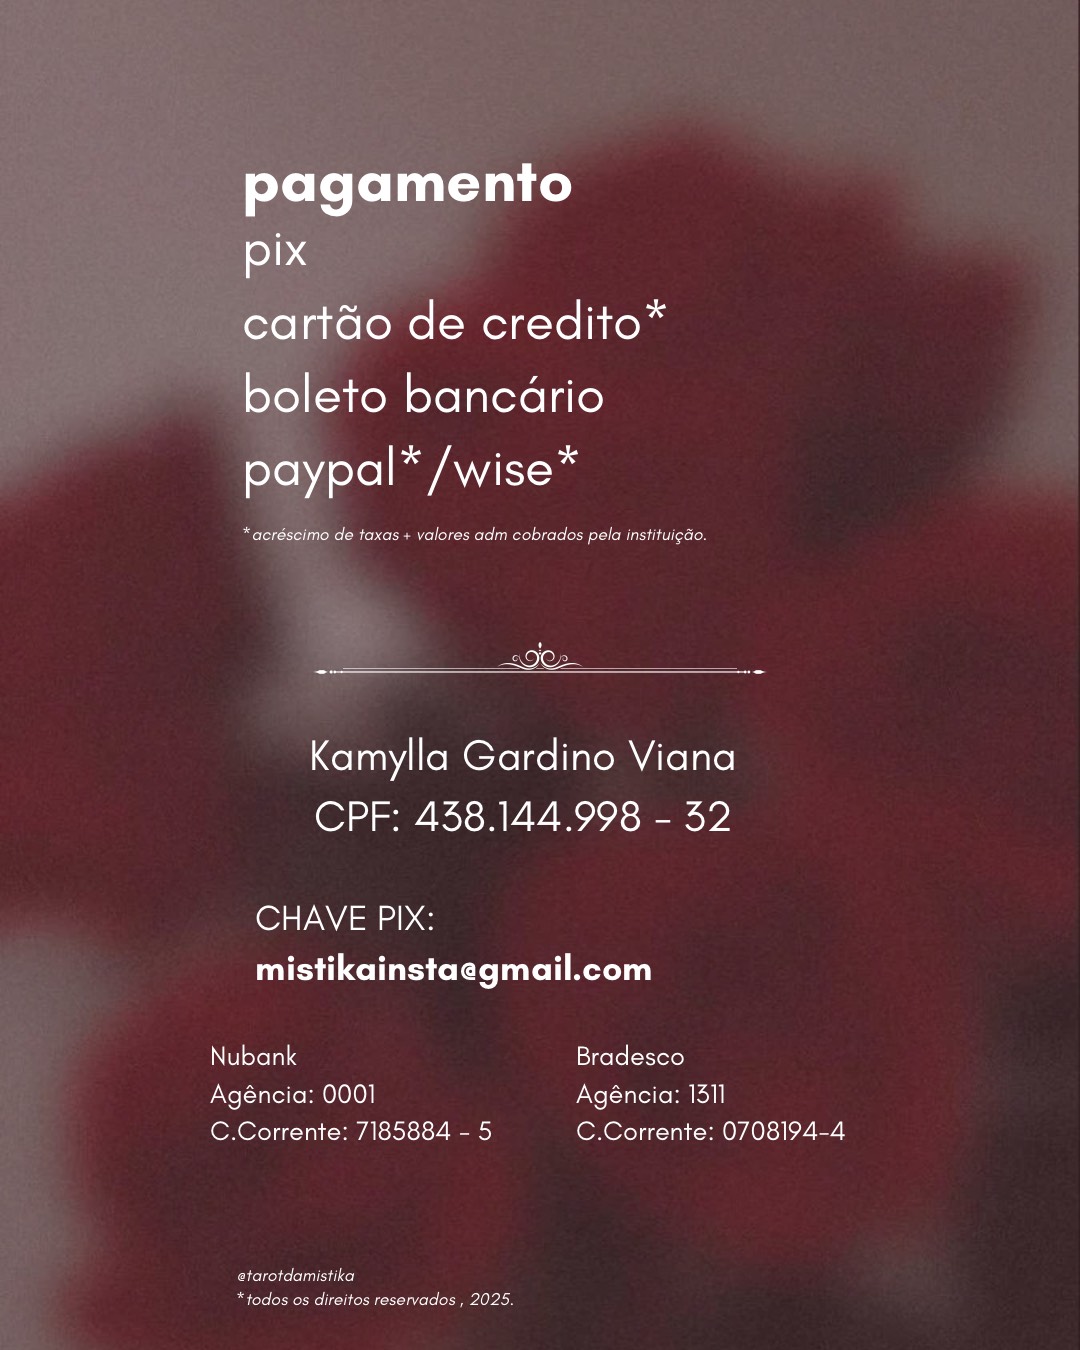 pagamento
pix
cartão de credito*
boleto bancário
paypal*/wise*
*acréscimo de taxas + valores adm cobrados pela instituição.
Kamylla Gardino Viana
CPF: 438.144.998 - 32
CHAVE PIX:
mistikainsta@gmail.com
Nubank
Agência: 0001
C.Corrente: 7185884 - 5
Bradesco
Agência: 1311
C.Corrente: 0708194-4
@tarotdamistika
*todos os direitos reservados , 2025.